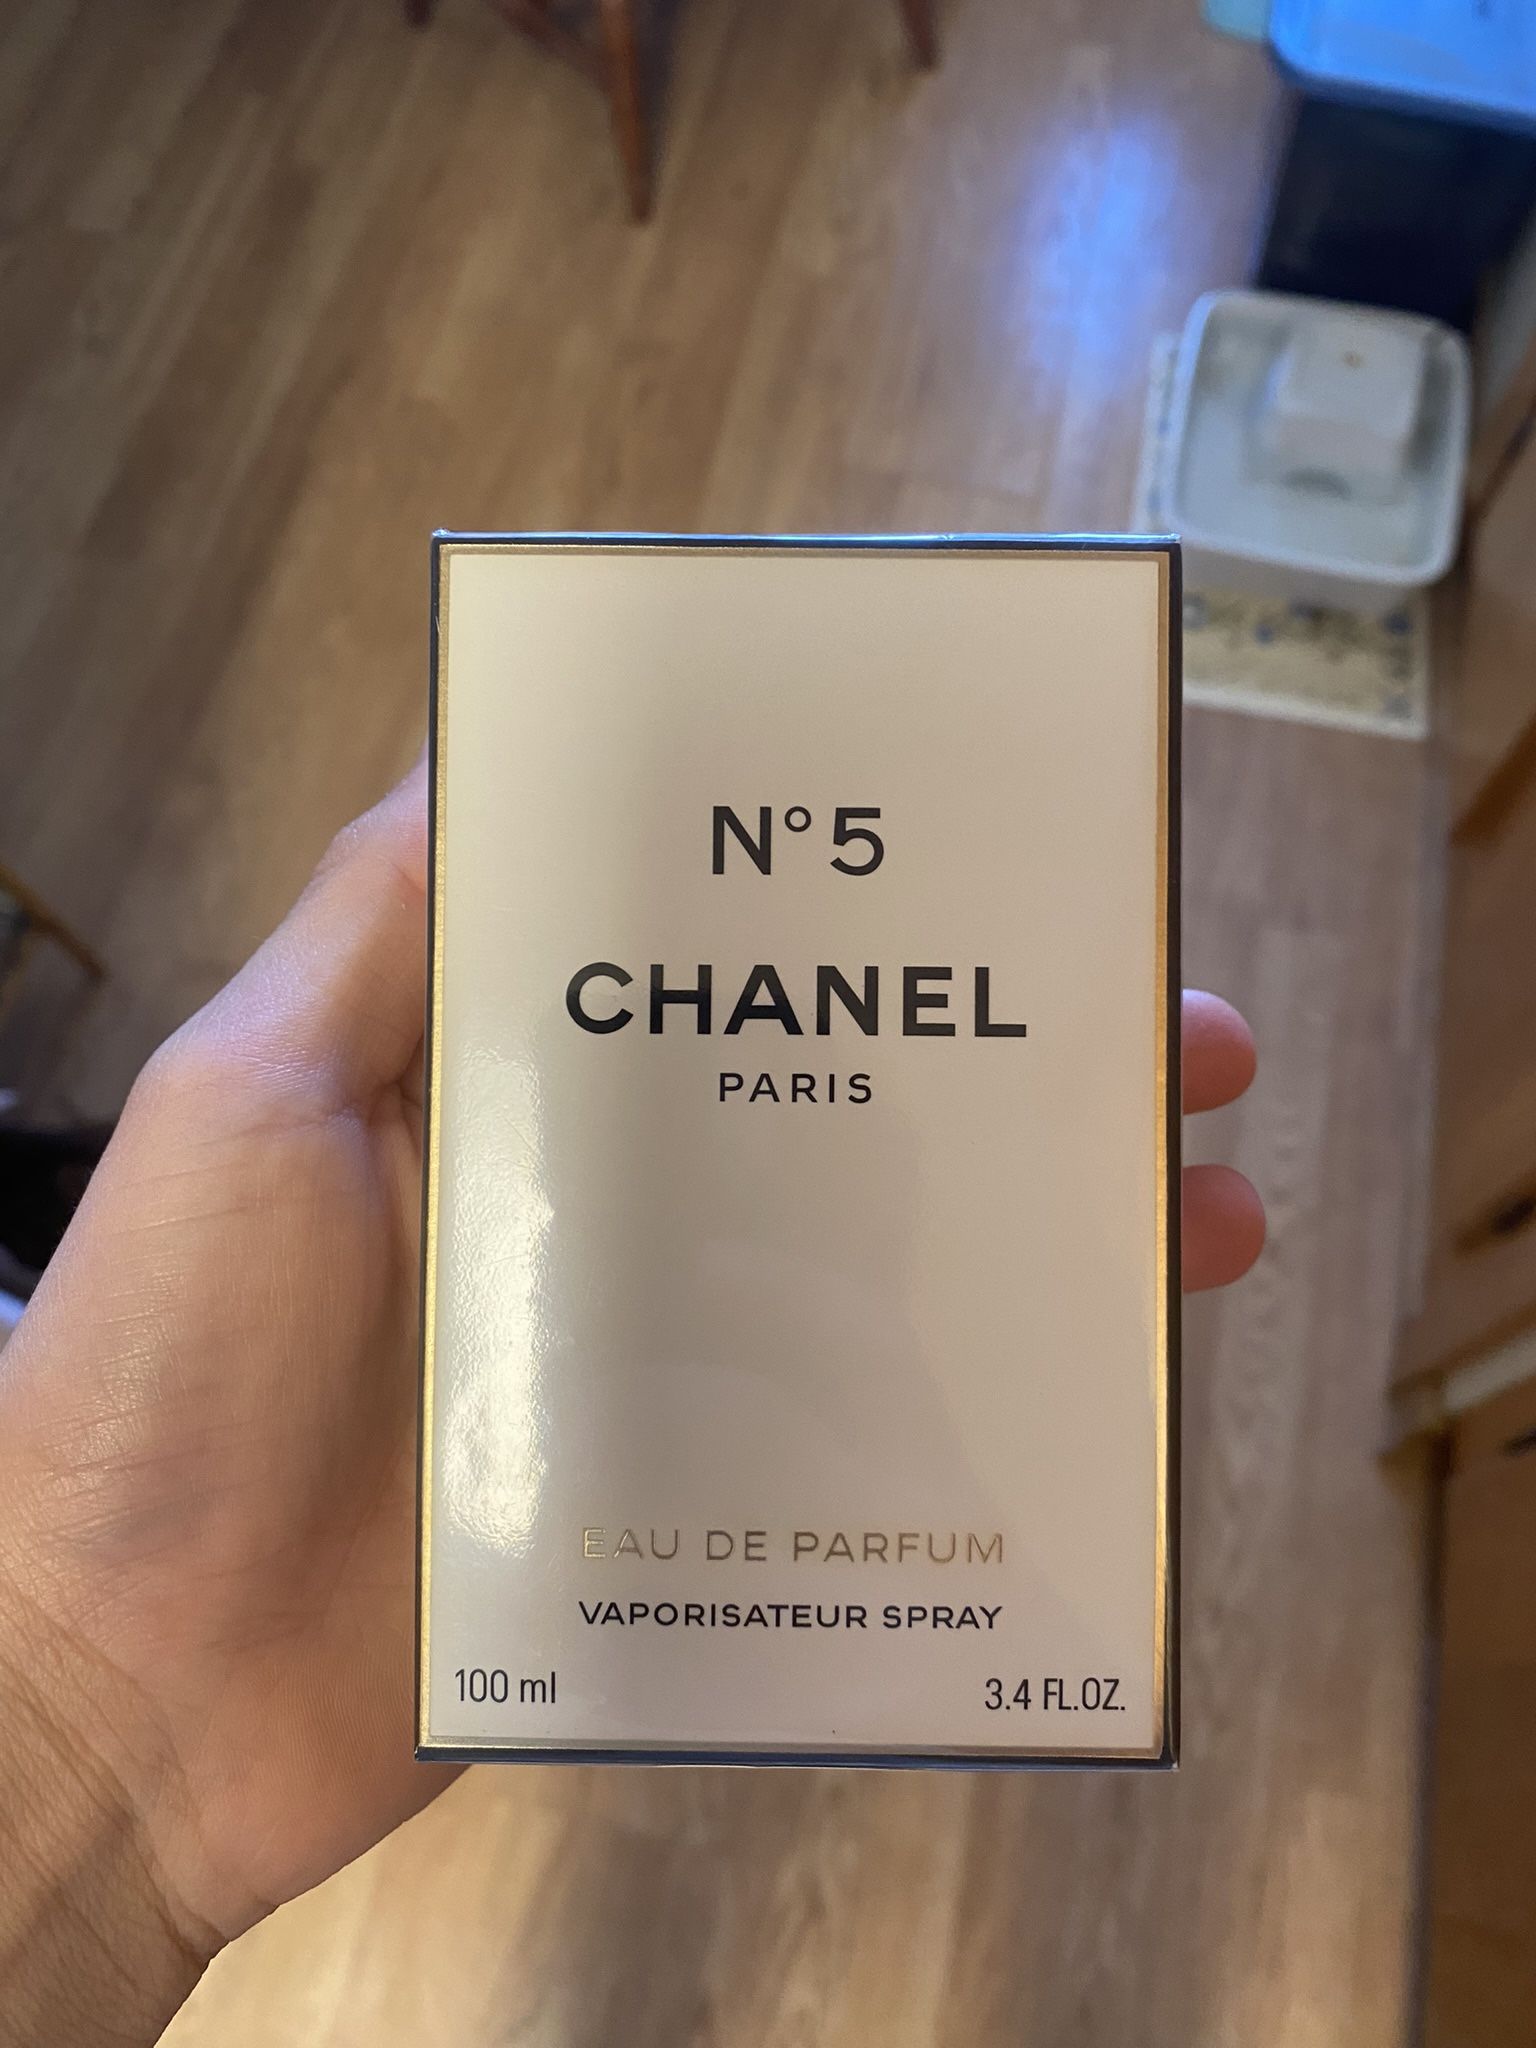 N°5
CHANEL
PARIS
EAU DE PARFUM
VAPORISATEUR SPRAY
100 ml
3.4 FL.OZ.